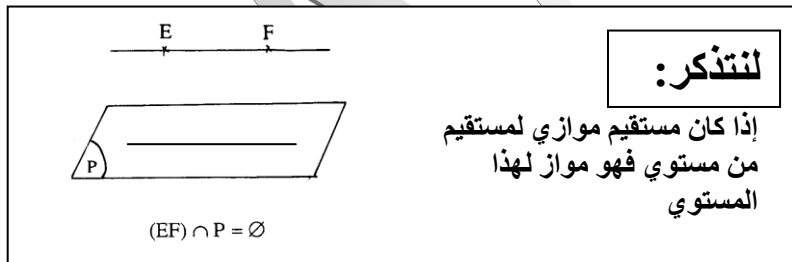 لنتذكر:
إذا كان مستقيم موازي لمستقيم
من مستوي فهو مواز لهذا
المستوي
E F
P
(EF) ∩ P = ∅